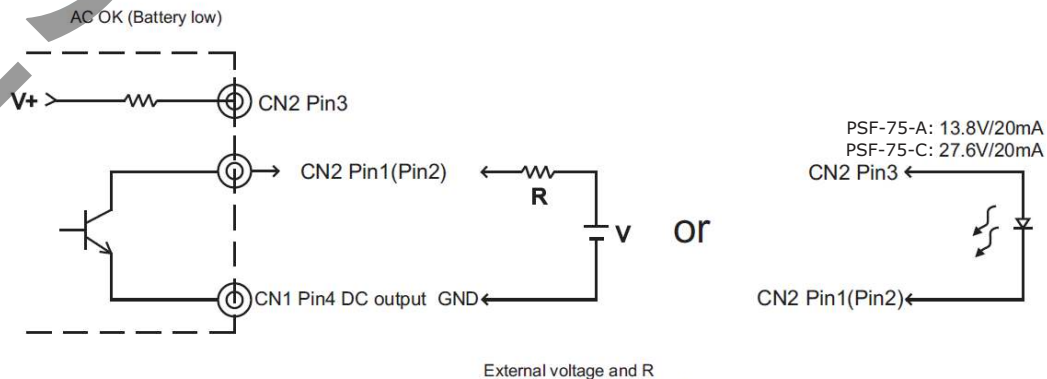 AC OK (Battery low)
V+
CN2 Pin3
CN2 Pin1(Pin2)
R
V
CN1 Pin4 DC output GND
or
PSF-75-A: 13.8V/20mA
PSF-75-C: 27.6V/20mA
CN2 Pin3
CN2 Pin1(Pin2)
External voltage and R